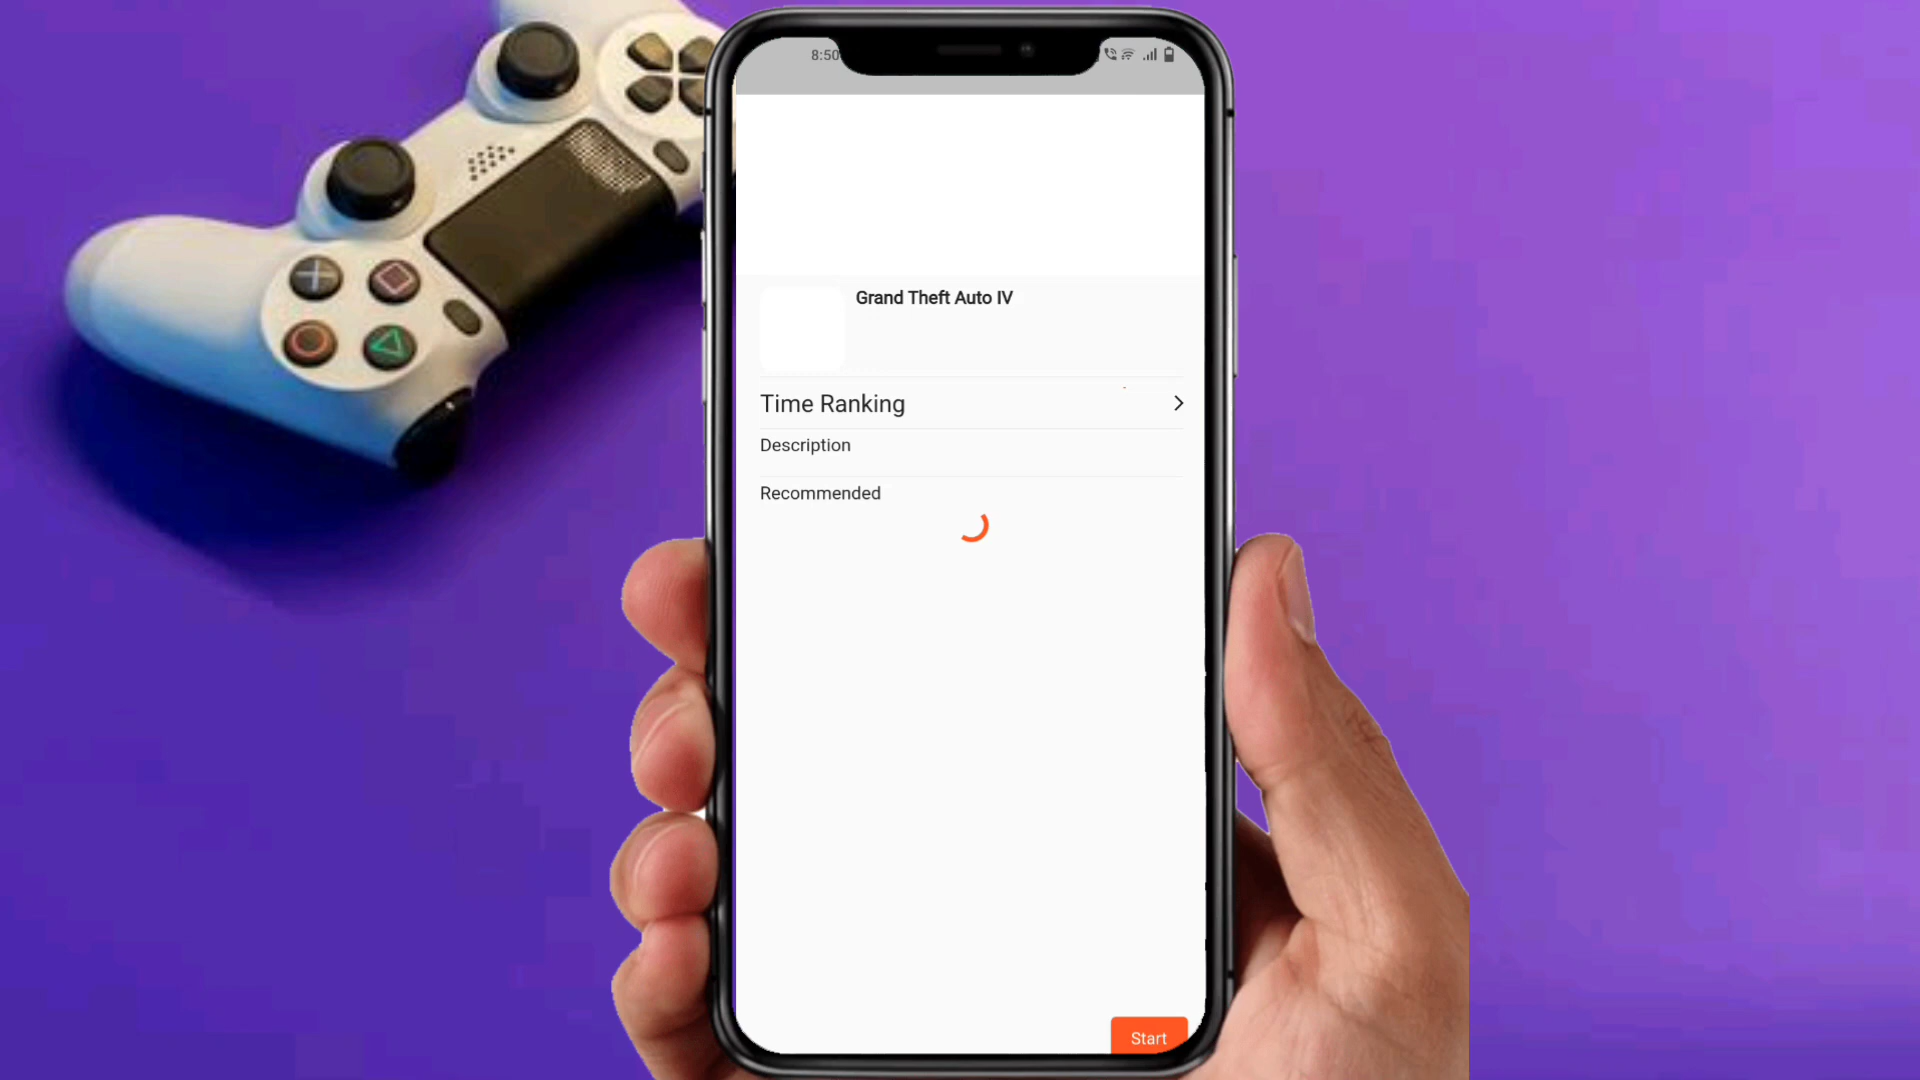 8:50
Grand Theft Auto IV
Time Ranking
Description
Recommended
Start